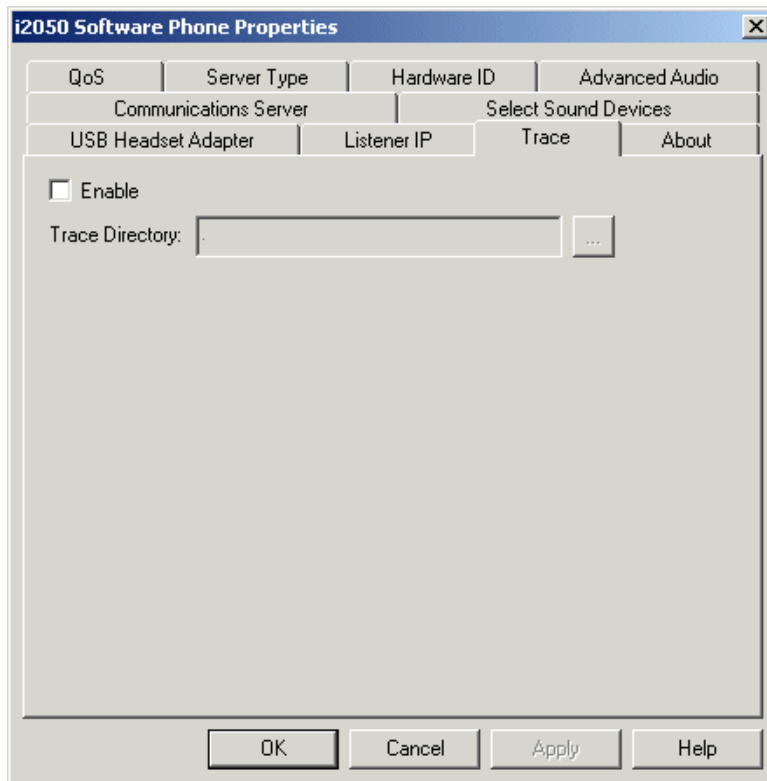 i2050 Software Phone Properties
QoS Server Type Hardware ID Advanced Audio
Communications Server Select Sound Devices
USB Headset Adapter Listener IP Trace About
Enable
Trace Directory: . ...
OK Cancel Apply Help